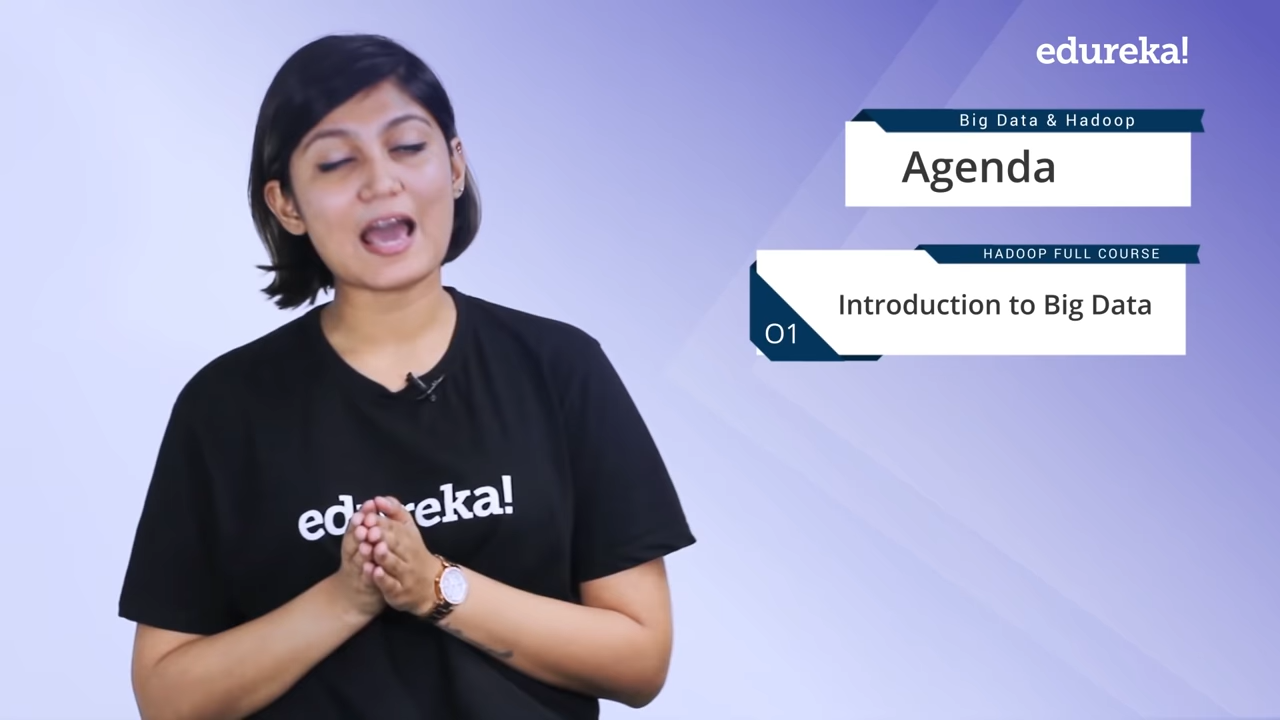 edureka!
Big Data & Hadoop
Agenda
HADOOP FULL COURSE
Introduction to Big Data
01
edureka!